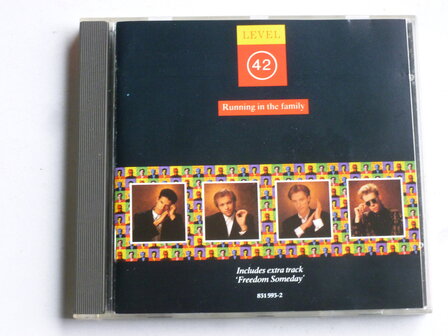 LEVEL
42
Running in the family
Includes extra track
'Freedom Someday'
831 593-2